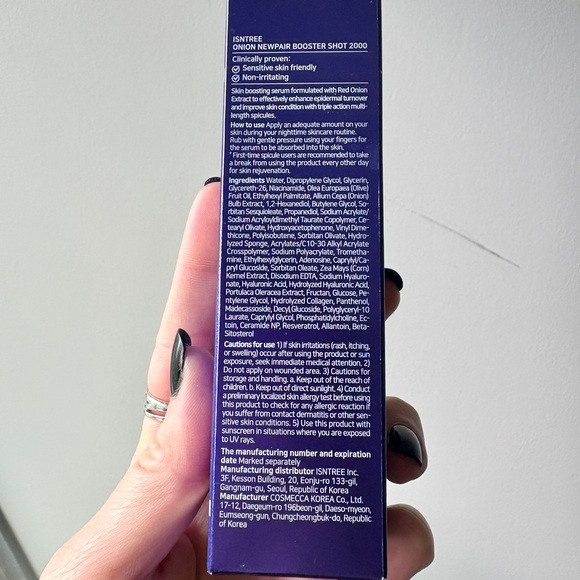 ISNTREE
ONION NEWPAIR BOOSTER SHOT 2000
Clinically proven:
Sensitive skin friendly
Non-irritating
Skin boosting serum formulated with Red Onion
Extract to effectively enhance epidermal turnover
and improve skin condition with triple action multi-
length spicules.
How to use Apply an adequate amount on your
skin during your nighttime skincare routine.
Rub with gentle pressure using your fingers for
the serum to be absorbed into the skin.
* First-time spicule users are recommended to take
a break from using the product every other day
for skin rejuvenation.
Ingredients Water, Dipropylene Glycol, Glycerin,
Glycereth-26, Niacinamide, Olea Europaea (Olive)
Fruit Oil, Ethylhexyl Palmitate, Allium Cepa (Onion)
Bulb Extract, 1,2-Hexanediol, Butylene Glycol, Sor-
bitan Sesquioleate, Propanediol, Sodium Acrylate/
Sodium Acryloyldimethyl Taurate Copolymer, Ce-
tearyl Olivate, Hydroxyacetophenone, Vinyl Dime-
thicone, Polyisobutene, Sorbitan Olivate, Hydro-
lyzed Sponge, Acrylates/C10-30 Alkyl Acrylate
Crosspolymer, Sodium Acrylate, Trometha-
mine, Ethylhexylglycerin, Adenosine, Caprylyl/Ca-
pryl Glucoside, Sorbitan Oleate, Zea Mays (Corn)
Kernel Extract, Disodium EDTA, Sodium Hyaluro-
nate, Hyaluronic Acid, Hydrolyzed Hyaluronic Acid,
Portulaca Oleracea Extract, Fructan, Glucose, Pe-
ntylene Glycol, Hydrolyzed Collagen, Panthenol,
Madecassoside, Decyl Glucoside, Polyglyceryl-10
Laurate, Caprylyl Glycol, Phosphatidylcholine, Ec-
toin, Ceramide NP, Resveratrol, Allantoin, Beta-
Sitosterol
Cautions for use 1) If skin irritations (rash, itching,
or swelling) occur after using the product or sun
exposure, seek immediate medical attention. 2)
Do not apply on wounded area. 3) Cautions for
storage and handling. a. Keep out of the reach of
children. b. Keep out of direct sunlight. 4) Conduct
a preliminary localized skin allergy test before using
this product to check for any allergic reaction if
you suffer from contact dermatitis or other sen-
sitive skin conditions. 5) Use this product with
sunscreen in situations where you are exposed
to UV rays.
The manufacturing number and expiration
date Marked separately
Manufacturing distributor ISNTREE Inc.
3F, Kesson Building, 20, Eonju-ro 133-gil,
Gangnam-gu, Seoul, Republic of Korea
Manufacturer COSMECCA KOREA Co., Ltd.
17-12, Daegeum-ro 196beon-gil, Daeso-myeon,
Eumseong-gun, Chungcheongbuk-do, Republic
of Korea